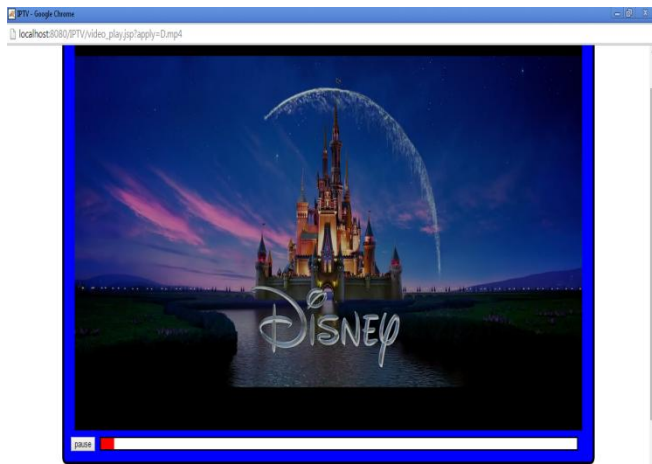 IPTV - Google Chrome
localhost:8080/IPTV/video_play.jsp?apply=D.mp4
Disney
pause